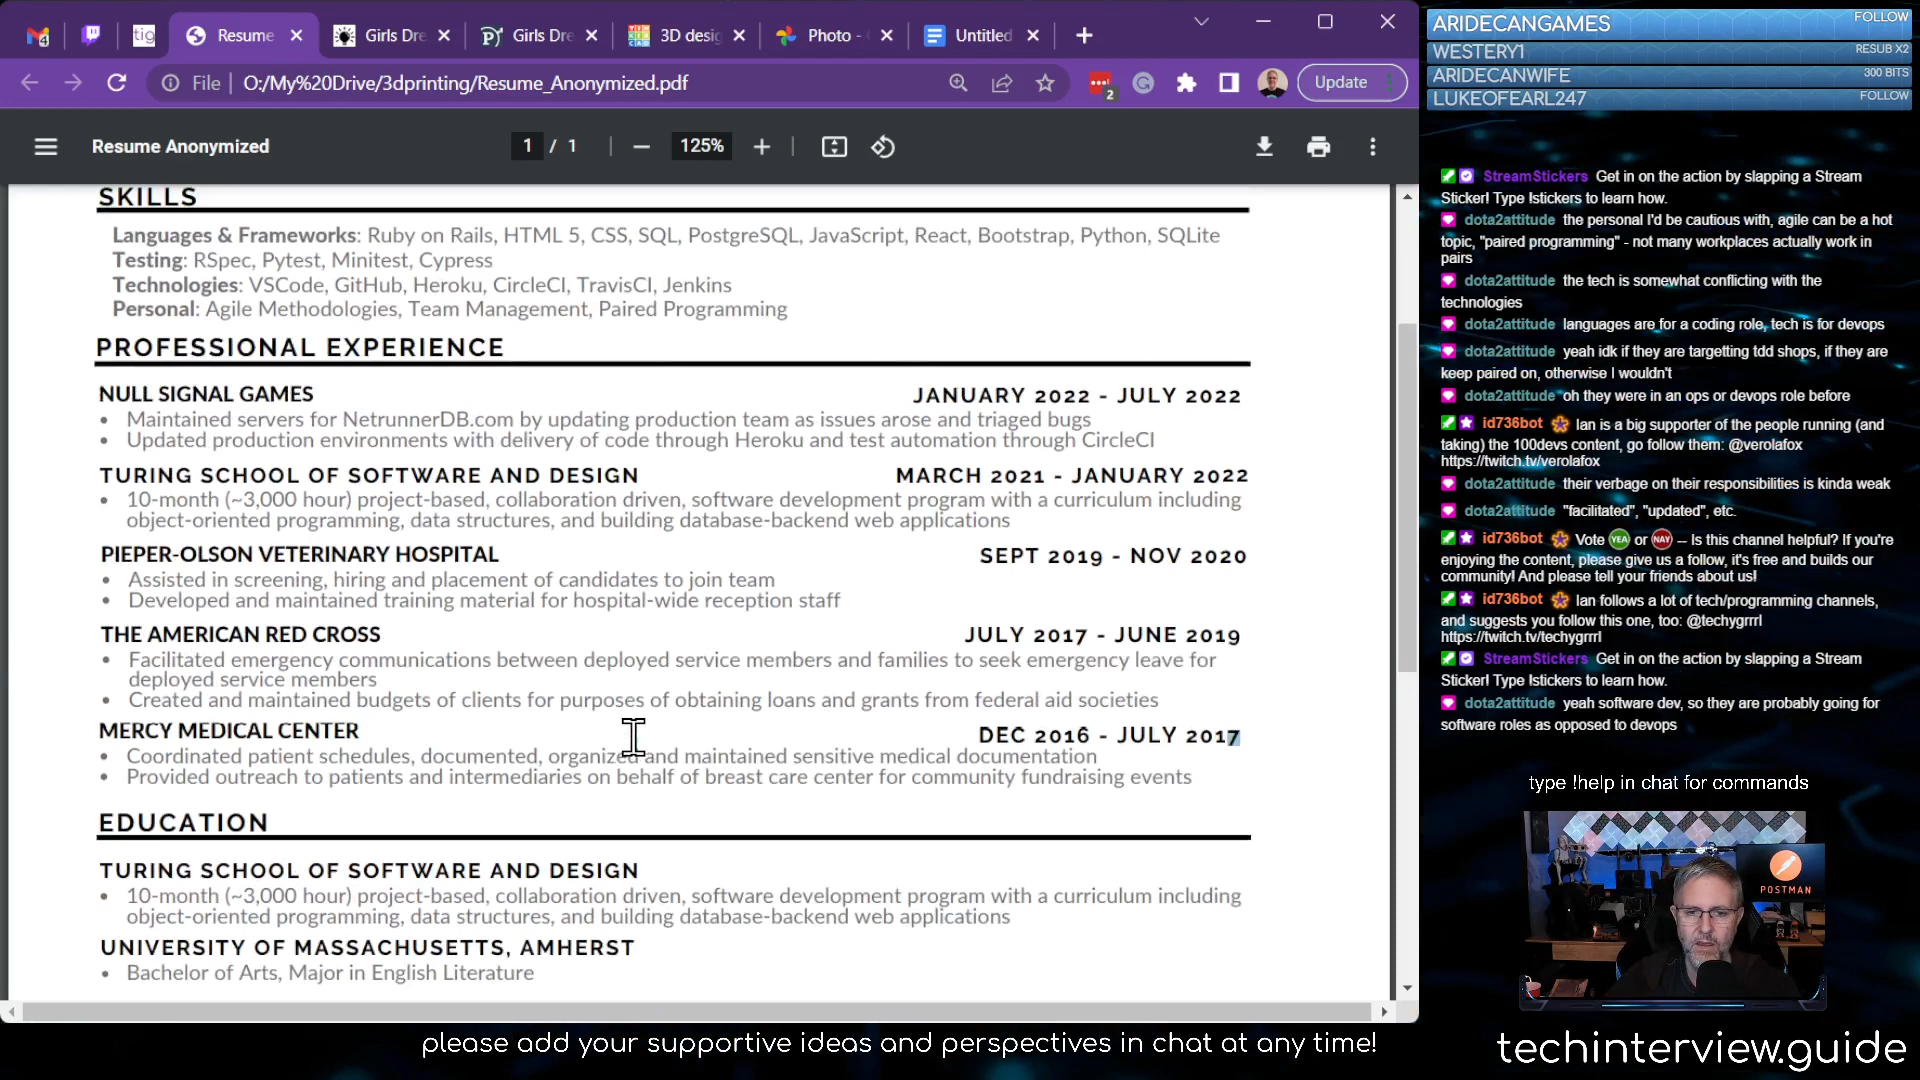 Resume
Girls Dre
Girls Dre
3D desig
Photo -
Untitled
File
O:/My%20Drive/3dprinting/Resume_Anonymized.pdf
Update
Resume Anonymized
1 / 1
125%
SKILLS
Languages & Frameworks: Ruby on Rails, HTML 5, CSS, SQL, PostgreSQL, JavaScript, React, Bootstrap, Python, SQLite
Testing: RSpec, Pytest, Minitest, Cypress
Technologies: VSCode, GitHub, Heroku, CircleCI, TravisCI, Jenkins
Personal: Agile Methodologies, Team Management, Paired Programming
PROFESSIONAL EXPERIENCE
NULL SIGNAL GAMES JANUARY 2022 - JULY 2022
• Maintained servers for NetrunnerDB.com by updating production team as issues arose and triaged bugs
• Updated production environments with delivery of code through Heroku and test automation through CircleCI
TURING SCHOOL OF SOFTWARE AND DESIGN MARCH 2021 - JANUARY 2022
• 10-month (~3,000 hour) project-based, collaboration driven, software development program with a curriculum including
object-oriented programming, data structures, and building database-backend web applications
PIEPER-OLSON VETERINARY HOSPITAL SEPT 2019 - NOV 2020
• Assisted in screening, hiring and placement of candidates to join team
• Developed and maintained training material for hospital-wide reception staff
THE AMERICAN RED CROSS JULY 2017 - JUNE 2019
• Facilitated emergency communications between deployed service members and families to seek emergency leave for
deployed service members
• Created and maintained budgets of clients for purposes of obtaining loans and grants from federal aid societies
MERCY MEDICAL CENTER DEC 2016 - JULY 2017
• Coordinated patient schedules, documented, organized and maintained sensitive medical documentation
• Provided outreach to patients and intermediaries on behalf of breast care center for community fundraising events
EDUCATION
TURING SCHOOL OF SOFTWARE AND DESIGN
• 10-month (~3,000 hour) project-based, collaboration driven, software development program with a curriculum including
object-oriented programming, data structures, and building database-backend web applications
UNIVERSITY OF MASSACHUSETTS, AMHERST
• Bachelor of Arts, Major in English Literature
ARIDECANGAMES FOLLOW
WESTERY1 RESUB X2
ARIDECANWIFE 300 BITS
LUKEOFEARL247 FOLLOW
StreamStickers Get in on the action by slapping a Stream
Sticker! Type !stickers to learn how.
dota2attitude the personal I'd be cautious with, agile can be a hot
topic, "paired programming" - not many workplaces actually work in
pairs
dota2attitude the tech is somewhat conflicting with the
technologies
dota2attitude languages are for a coding role, tech is for devops
dota2attitude yeah idk if they are targetting tdd shops, if they are
keep paired on, otherwise I wouldn't
dota2attitude oh they were in an ops or devops role before
id736bot Ian is a big supporter of the people running (and
taking) the 100devs content, go follow them: @verolafox
https://twitch.tv/verolafox
dota2attitude their verbage on their responsibilities is kinda weak
dota2attitude "facilitated", "updated", etc.
id736bot Vote YEA or NAY -- Is this channel helpful? If you're
enjoying the content, please give us a follow, it's free and builds our
community! And please tell your friends about us!
id736bot Ian follows a lot of tech/programming channels,
and suggests you follow this one, too: @techygrrrl
https://twitch.tv/techygrrrl
StreamStickers Get in on the action by slapping a Stream
Sticker! Type !stickers to learn how.
dota2attitude yeah software dev, so they are probably going for
software roles as opposed to devops
type !help in chat for commands
POSTMAN
please add your supportive ideas and perspectives in chat at any time!
techinterview.guide